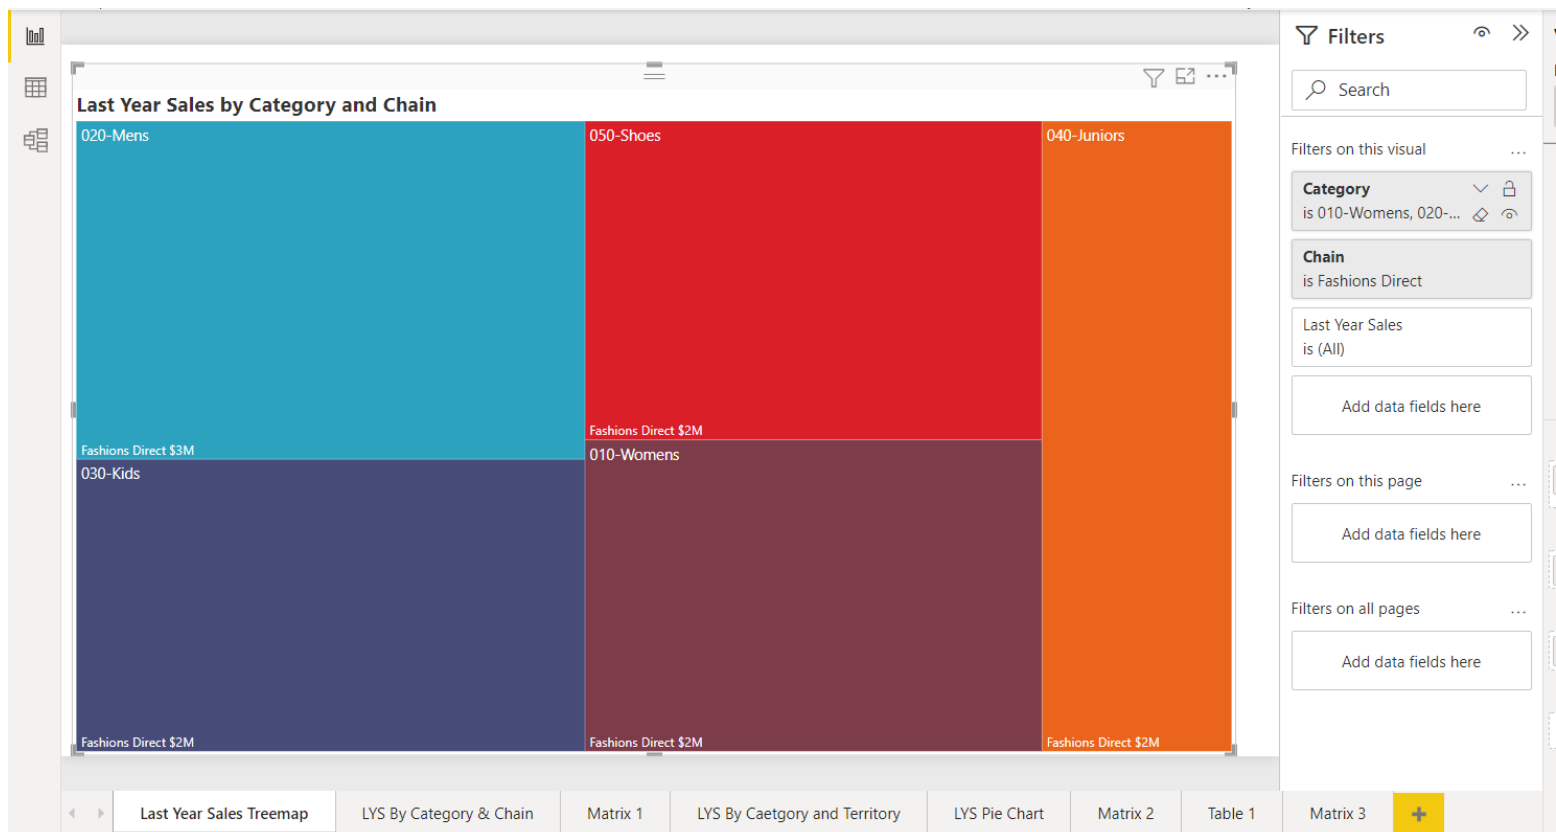 Filters
Search
Last Year Sales by Category and Chain
020-Mens
050-Shoes
040-Juniors
Fashions Direct $3M
Fashions Direct $2M
030-Kids
010-Womens
Fashions Direct $2M
Fashions Direct $2M
Fashions Direct $2M
Filters on this visual
...
Category
is 010-Womens, 020-...
Chain
is Fashions Direct
Last Year Sales
is (All)
Add data fields here
Filters on this page
...
Add data fields here
Filters on all pages
...
Add data fields here
Last Year Sales Treemap
LYS By Category & Chain
Matrix 1
LYS By Caetgory and Territory
LYS Pie Chart
Matrix 2
Table 1
Matrix 3
+